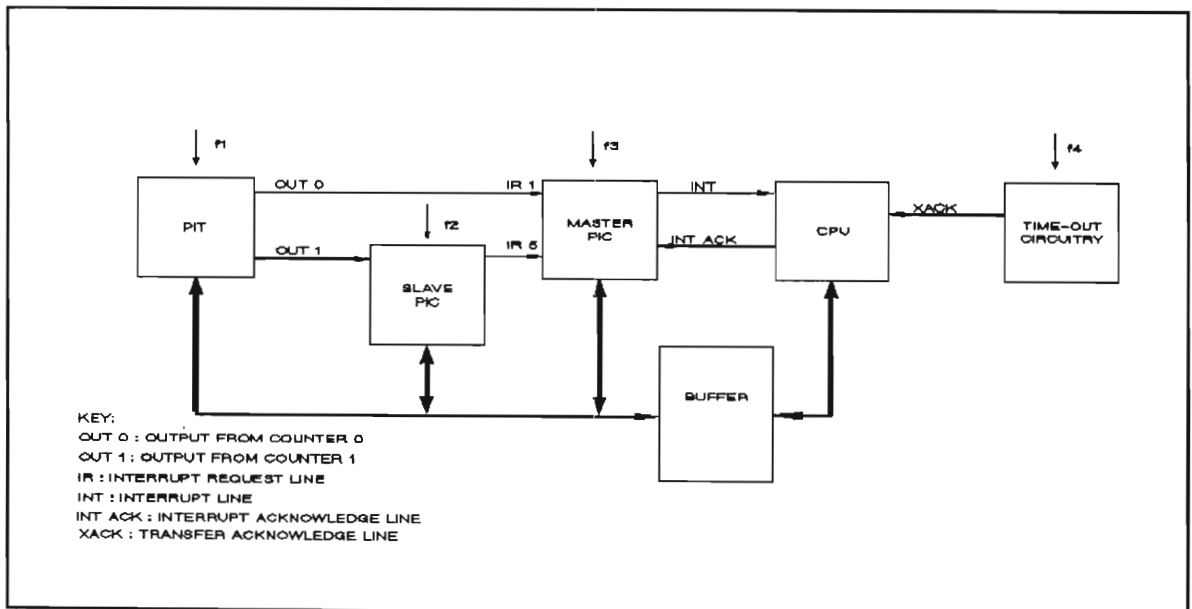 f1
f3
f4
OUT 0
IR 1
INT
PIT
MASTER
PIC
CPU
XACK
TIME-OUT
CIRCUITRY
f2
OUT 1
IR 5
INT ACK
SLAVE
PIC
BUFFER
KEY:
OUT 0 : OUTPUT FROM COUNTER 0
OUT 1 : OUTPUT FROM COUNTER 1
IR : INTERRUPT REQUEST LINE
INT : INTERRUPT LINE
INT ACK : INTERRUPT ACKNOWLEDGE LINE
XACK : TRANSFER ACKNOWLEDGE LINE